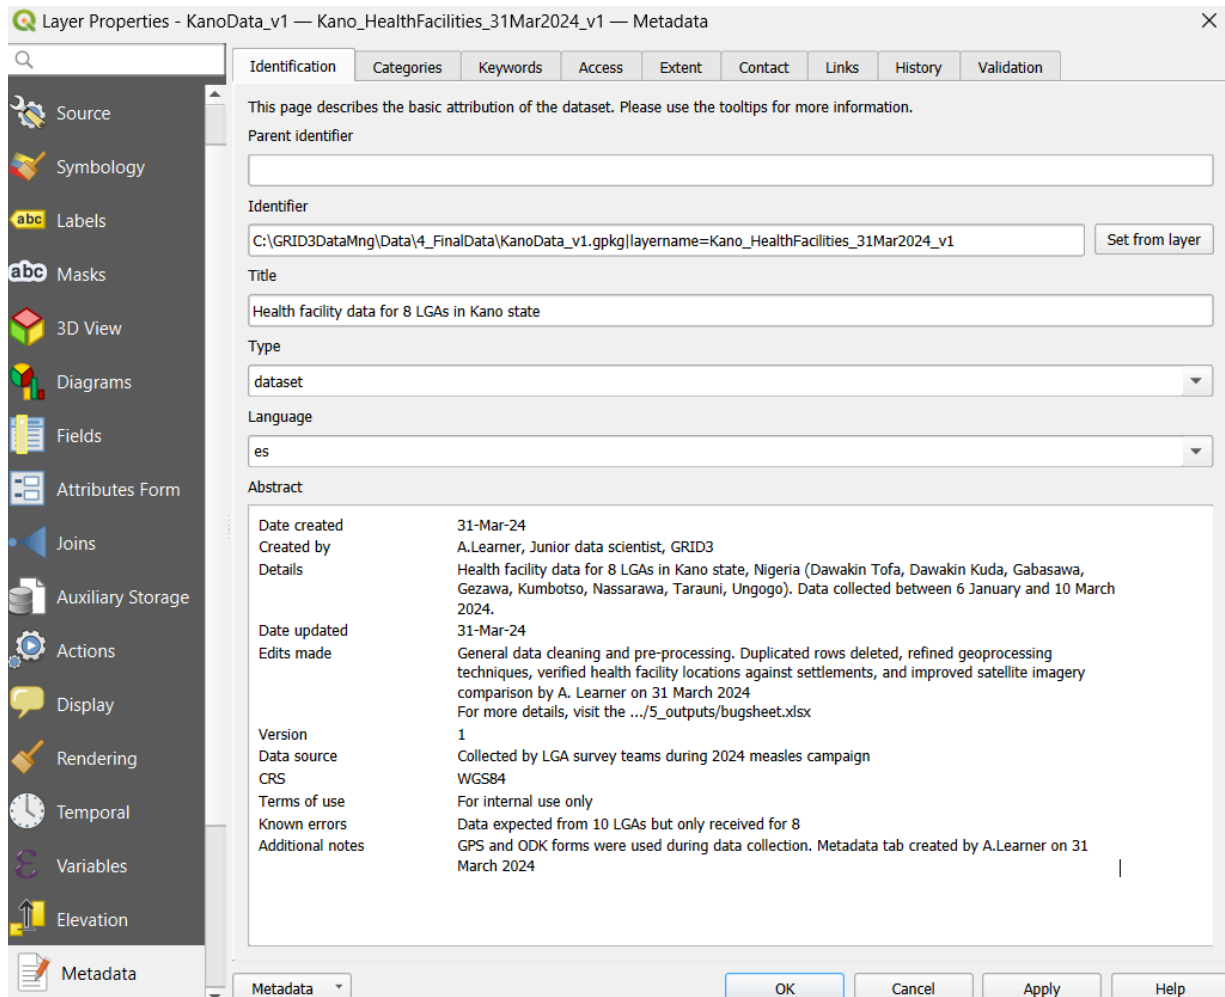 Layer Properties - KanoData_v1 — Kano_HealthFacilities_31Mar2024_v1 — Metadata
Source
Symbology
abc Labels
abc Masks
3D View
Diagrams
Fields
Attributes Form
Joins
Auxiliary Storage
Actions
Display
Rendering
Temporal
Variables
Elevation
Metadata
Identification Categories Keywords Access Extent Contact Links History Validation
This page describes the basic attribution of the dataset. Please use the tooltips for more information.
Parent identifier
Identifier
C:\GRID3DataMng\Data\4_FinalData\KanoData_v1.gpkg|layername=Kano_HealthFacilities_31Mar2024_v1 Set from layer
Title
Health facility data for 8 LGAs in Kano state
Type
dataset
Language
es
Abstract
Date created 31-Mar-24
Created by A.Learner, Junior data scientist, GRID3
Details Health facility data for 8 LGAs in Kano state, Nigeria (Dawakin Tofa, Dawakin Kuda, Gabasawa,
Gezawa, Kumbotso, Nassarawa, Tarauni, Ungogo). Data collected between 6 January and 10 March
2024.
Date updated 31-Mar-24
Edits made General data cleaning and pre-processing. Duplicated rows deleted, refined geoprocessing
techniques, verified health facility locations against settlements, and improved satellite imagery
comparison by A. Learner on 31 March 2024
For more details, visit the .../5_outputs/bugsheet.xlsx
Version 1
Data source Collected by LGA survey teams during 2024 measles campaign
CRS WGS84
Terms of use For internal use only
Known errors Data expected from 10 LGAs but only received for 8
Additional notes GPS and ODK forms were used during data collection. Metadata tab created by A.Learner on 31
March 2024
Metadata OK Cancel Apply Help